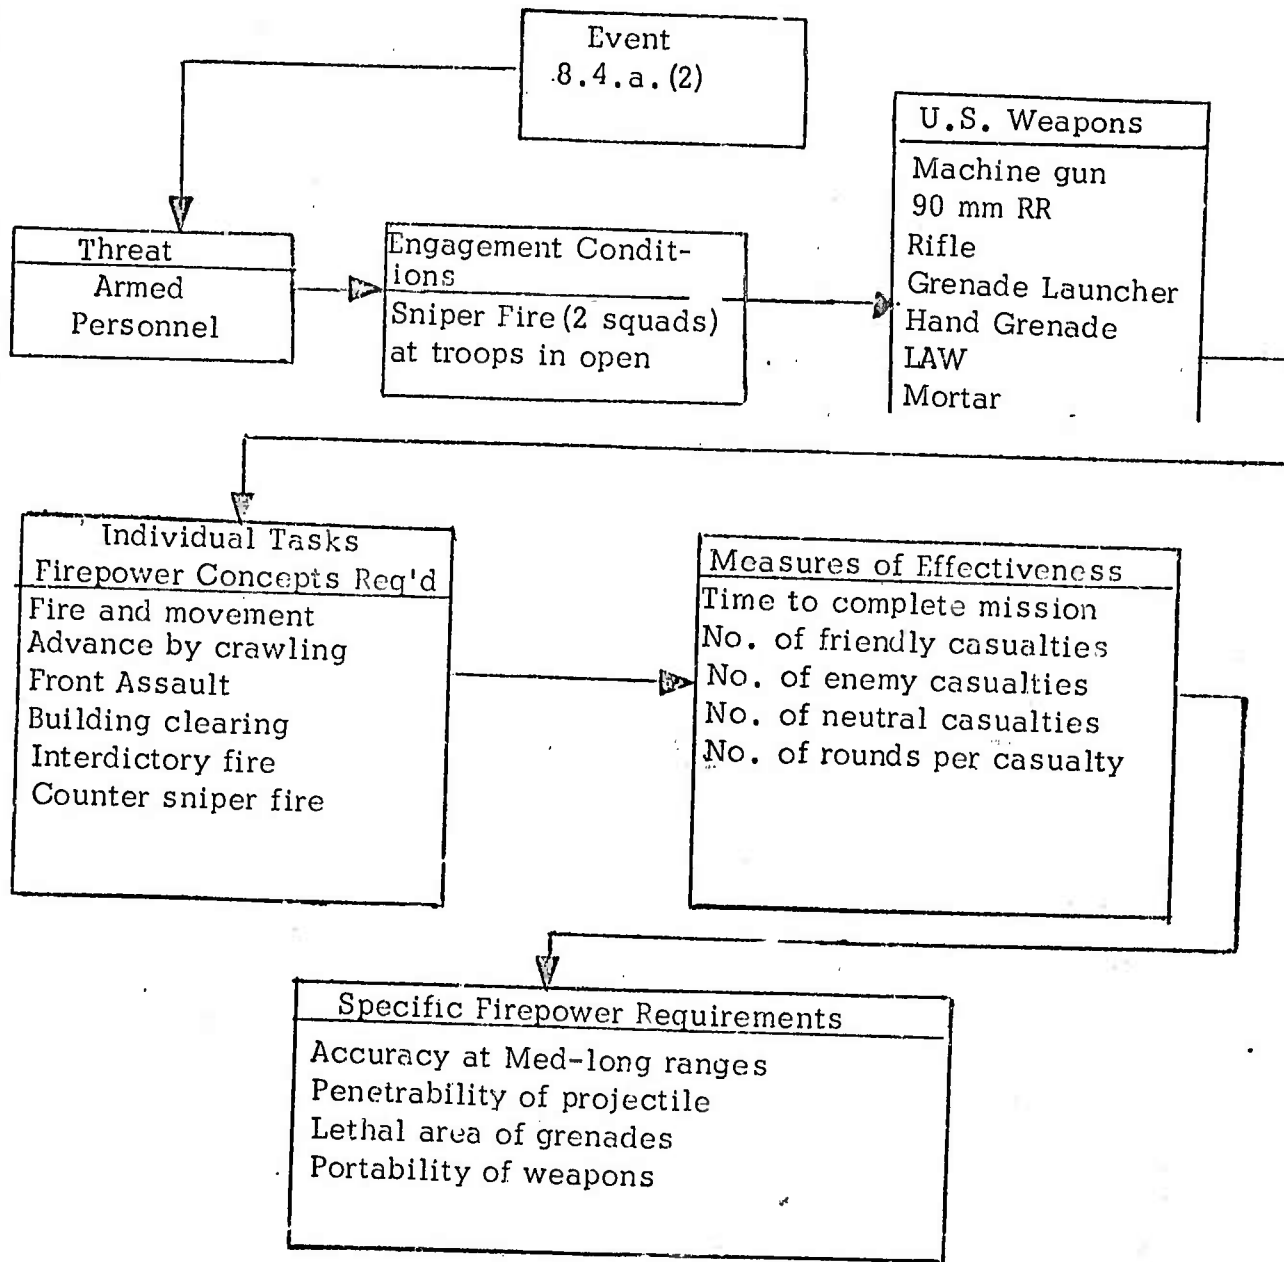 Event
8.4.a.(2)
U.S. Weapons
Machine gun
90 mm RR
Rifle
Grenade Launcher
Hand Grenade
LAW
Mortar
Threat
Armed
Personnel
Engagement Condit-
ions
Sniper Fire (2 squads)
at troops in open
Individual Tasks
Firepower Concepts Req'd
Fire and movement
Advance by crawling
Front Assault
Building clearing
Interdictory fire
Counter sniper fire
Measures of Effectiveness
Time to complete mission
No. of friendly casualties
No. of enemy casualties
No. of neutral casualties
No. of rounds per casualty
Specific Firepower Requirements
Accuracy at Med-long ranges
Penetrability of projectile
Lethal area of grenades
Portability of weapons